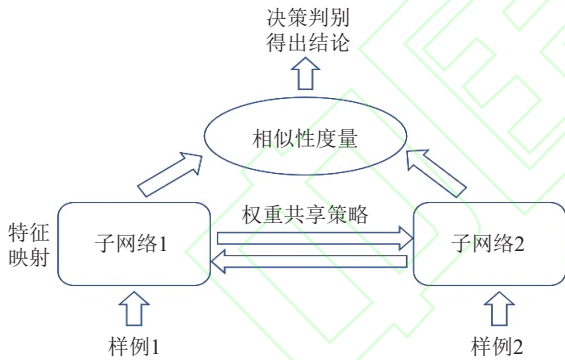 决策判别
得出结论
相似性度量
权重共享策略
特征
映射
子网络1
子网络2
样例1
样例2